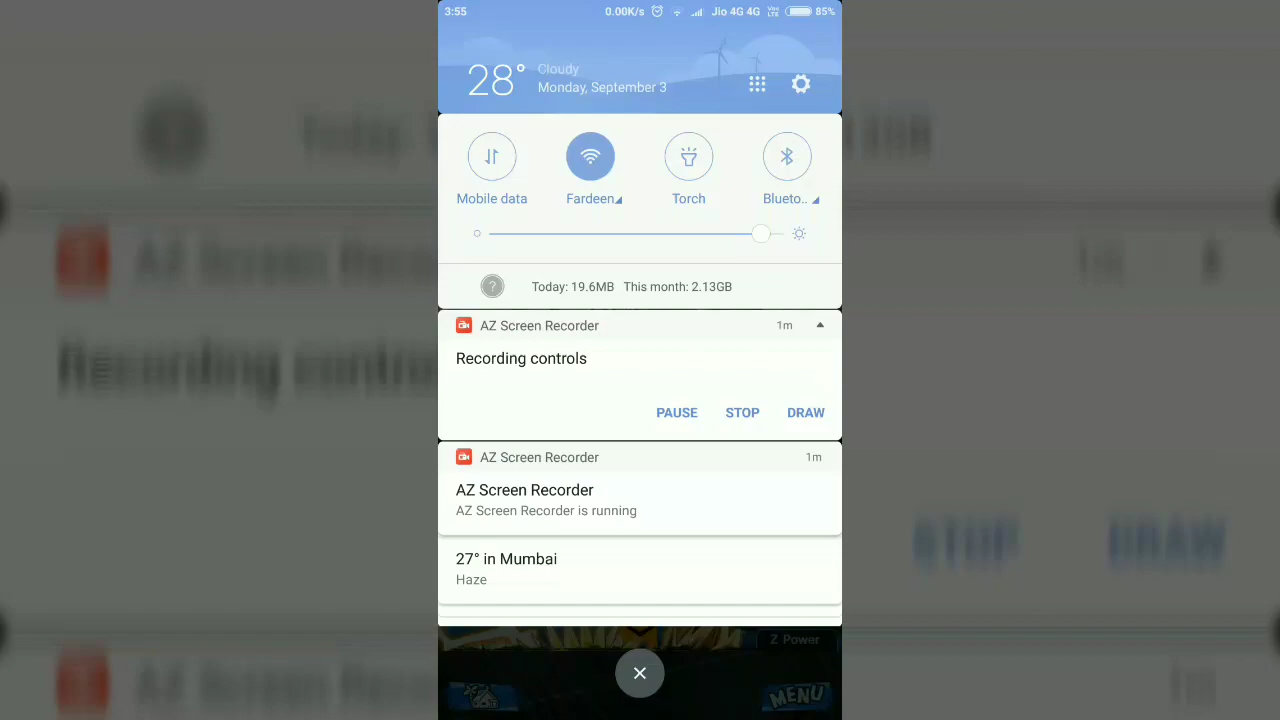 3:55 0.00K/s Jio 4G 4G Vo) LTE 85%
28° Cloudy
Monday, September 3
Mobile data Fardeen Torch Blueto..
? Today: 19.6MB This month: 2.13GB
AZ Screen Recorder 1m
Recording controls
PAUSE STOP DRAW
AZ Screen Recorder 1m
AZ Screen Recorder
AZ Screen Recorder is running
27° in Mumbai
Haze
Z Power
MENU